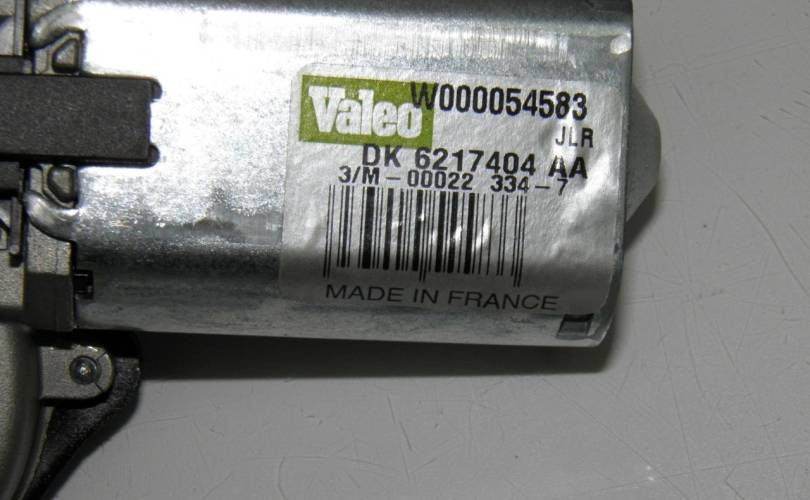 Valeo W000054583
JLR
DK 6217404 AA
3/M-00022 334-7
MADE IN FRANCE